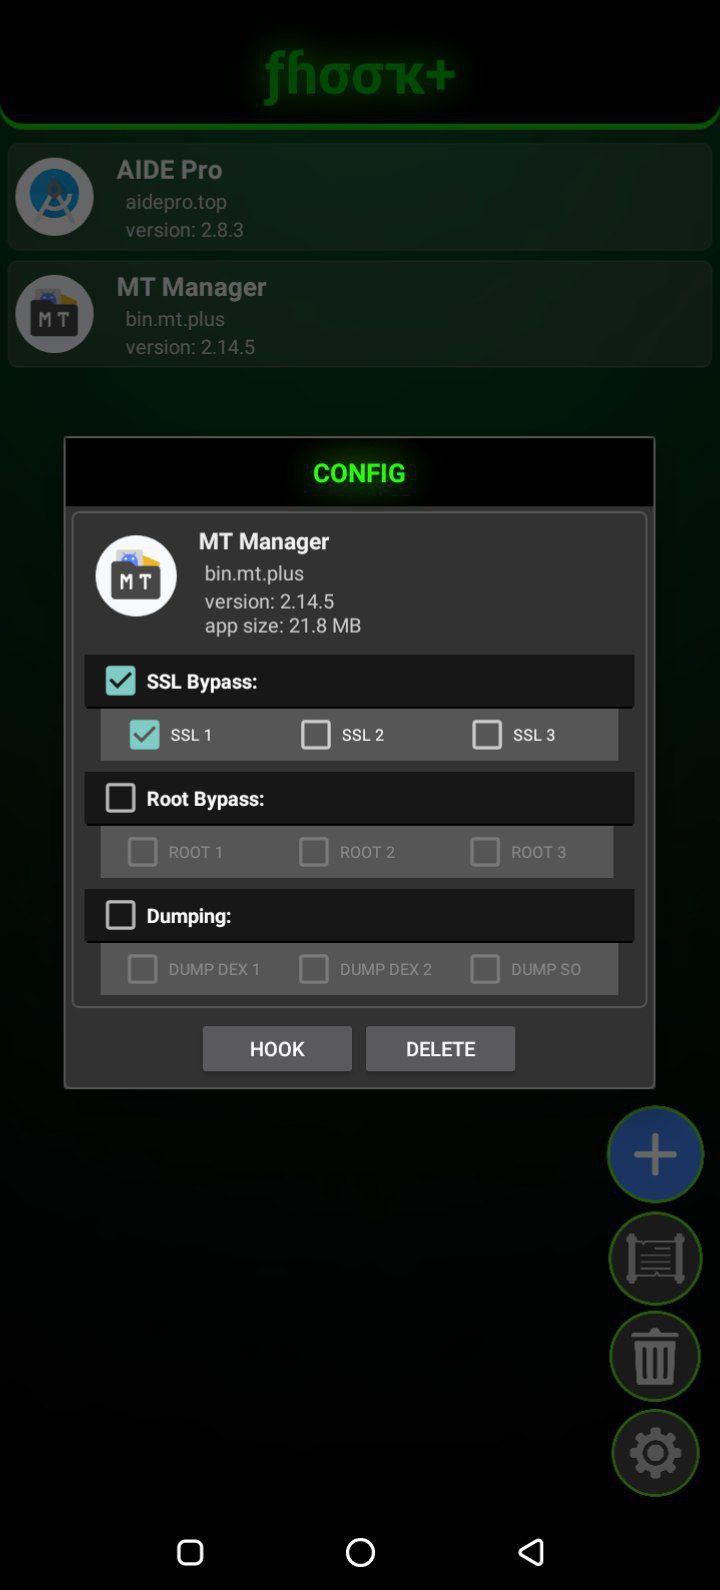 ƒɦσσҡ+
AIDE Pro
aidepro.top
version: 2.8.3
MT Manager
bin.mt.plus
version: 2.14.5
CONFIG
MT
MT Manager
bin.mt.plus
version: 2.14.5
app size: 21.8 MB
SSL Bypass:
SSL 1 SSL 2 SSL 3
Root Bypass:
ROOT 1 ROOT 2 ROOT 3
Dumping:
DUMP DEX 1 DUMP DEX 2 DUMP SO
HOOK DELETE